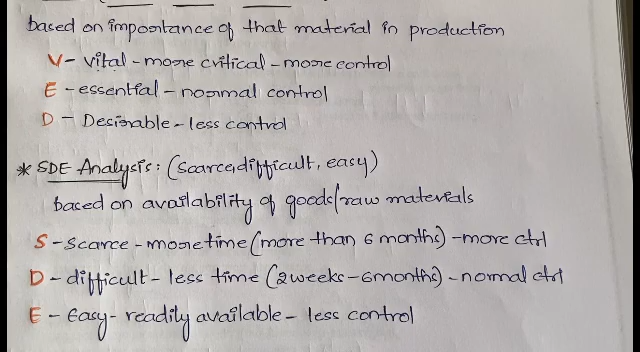 based on importance of that material in production
V - vital - more critical - more control
E - essential - normal control
D - Desirable - less control
* SDE Analysis: (Scarce, difficult, easy)
based on availability of goods/raw materials
S - scarce - more time (more than 6 months) - more ctrl
D - difficult - less time (2 weeks - 6 months) - normal ctrl
E - Easy - readily available - less control